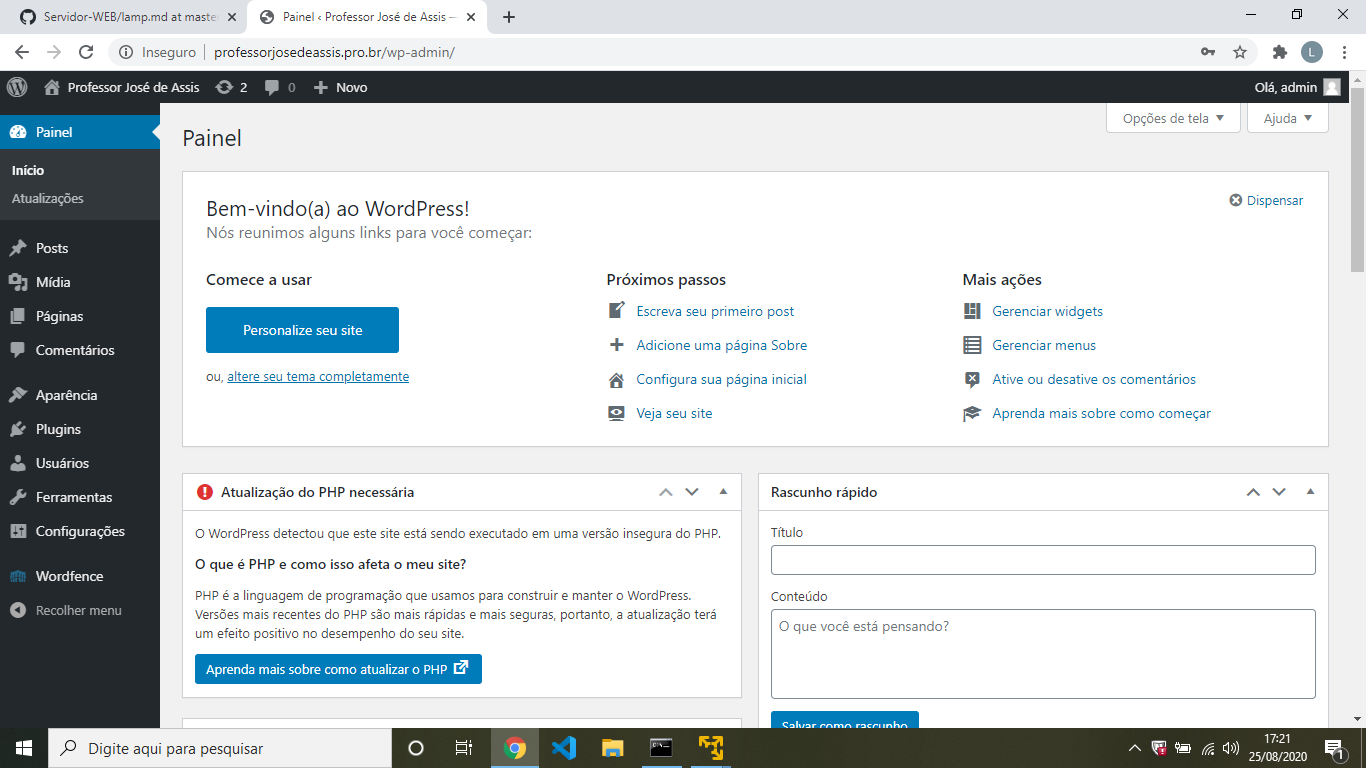 Servidor-WEB/lamp.md at maste
Painel ‹ Professor José de Assis —
Inseguro
professorjosedeassis.pro.br/wp-admin/
L
Professor José de Assis
2
0
Novo
Olá, admin
Painel
Início
Atualizações
Posts
Mídia
Páginas
Comentários
Aparência
Plugins
Usuários
Ferramentas
Configurações
Wordfence
Recolher menu
Opções de tela
Ajuda
Painel
Bem-vindo(a) ao WordPress!
Dispensar
Nós reunimos alguns links para você começar:
Comece a usar
Personalize seu site
ou, altere seu tema completamente
Próximos passos
Escreva seu primeiro post
Adicione uma página Sobre
Configura sua página inicial
Veja seu site
Mais ações
Gerenciar widgets
Gerenciar menus
Ative ou desative os comentários
Aprenda mais sobre como começar
Atualização do PHP necessária
O WordPress detectou que este site está sendo executado em uma versão insegura do PHP.
O que é PHP e como isso afeta o meu site?
PHP é a linguagem de programação que usamos para construir e manter o WordPress.
Versões mais recentes do PHP são mais rápidas e mais seguras, portanto, a atualização terá
um efeito positivo no desempenho do seu site.
Aprenda mais sobre como atualizar o PHP
Rascunho rápido
Título
Conteúdo
O que você está pensando?
Salvar como rascunho
Digite aqui para pesquisar
17:21
25/08/2020
1